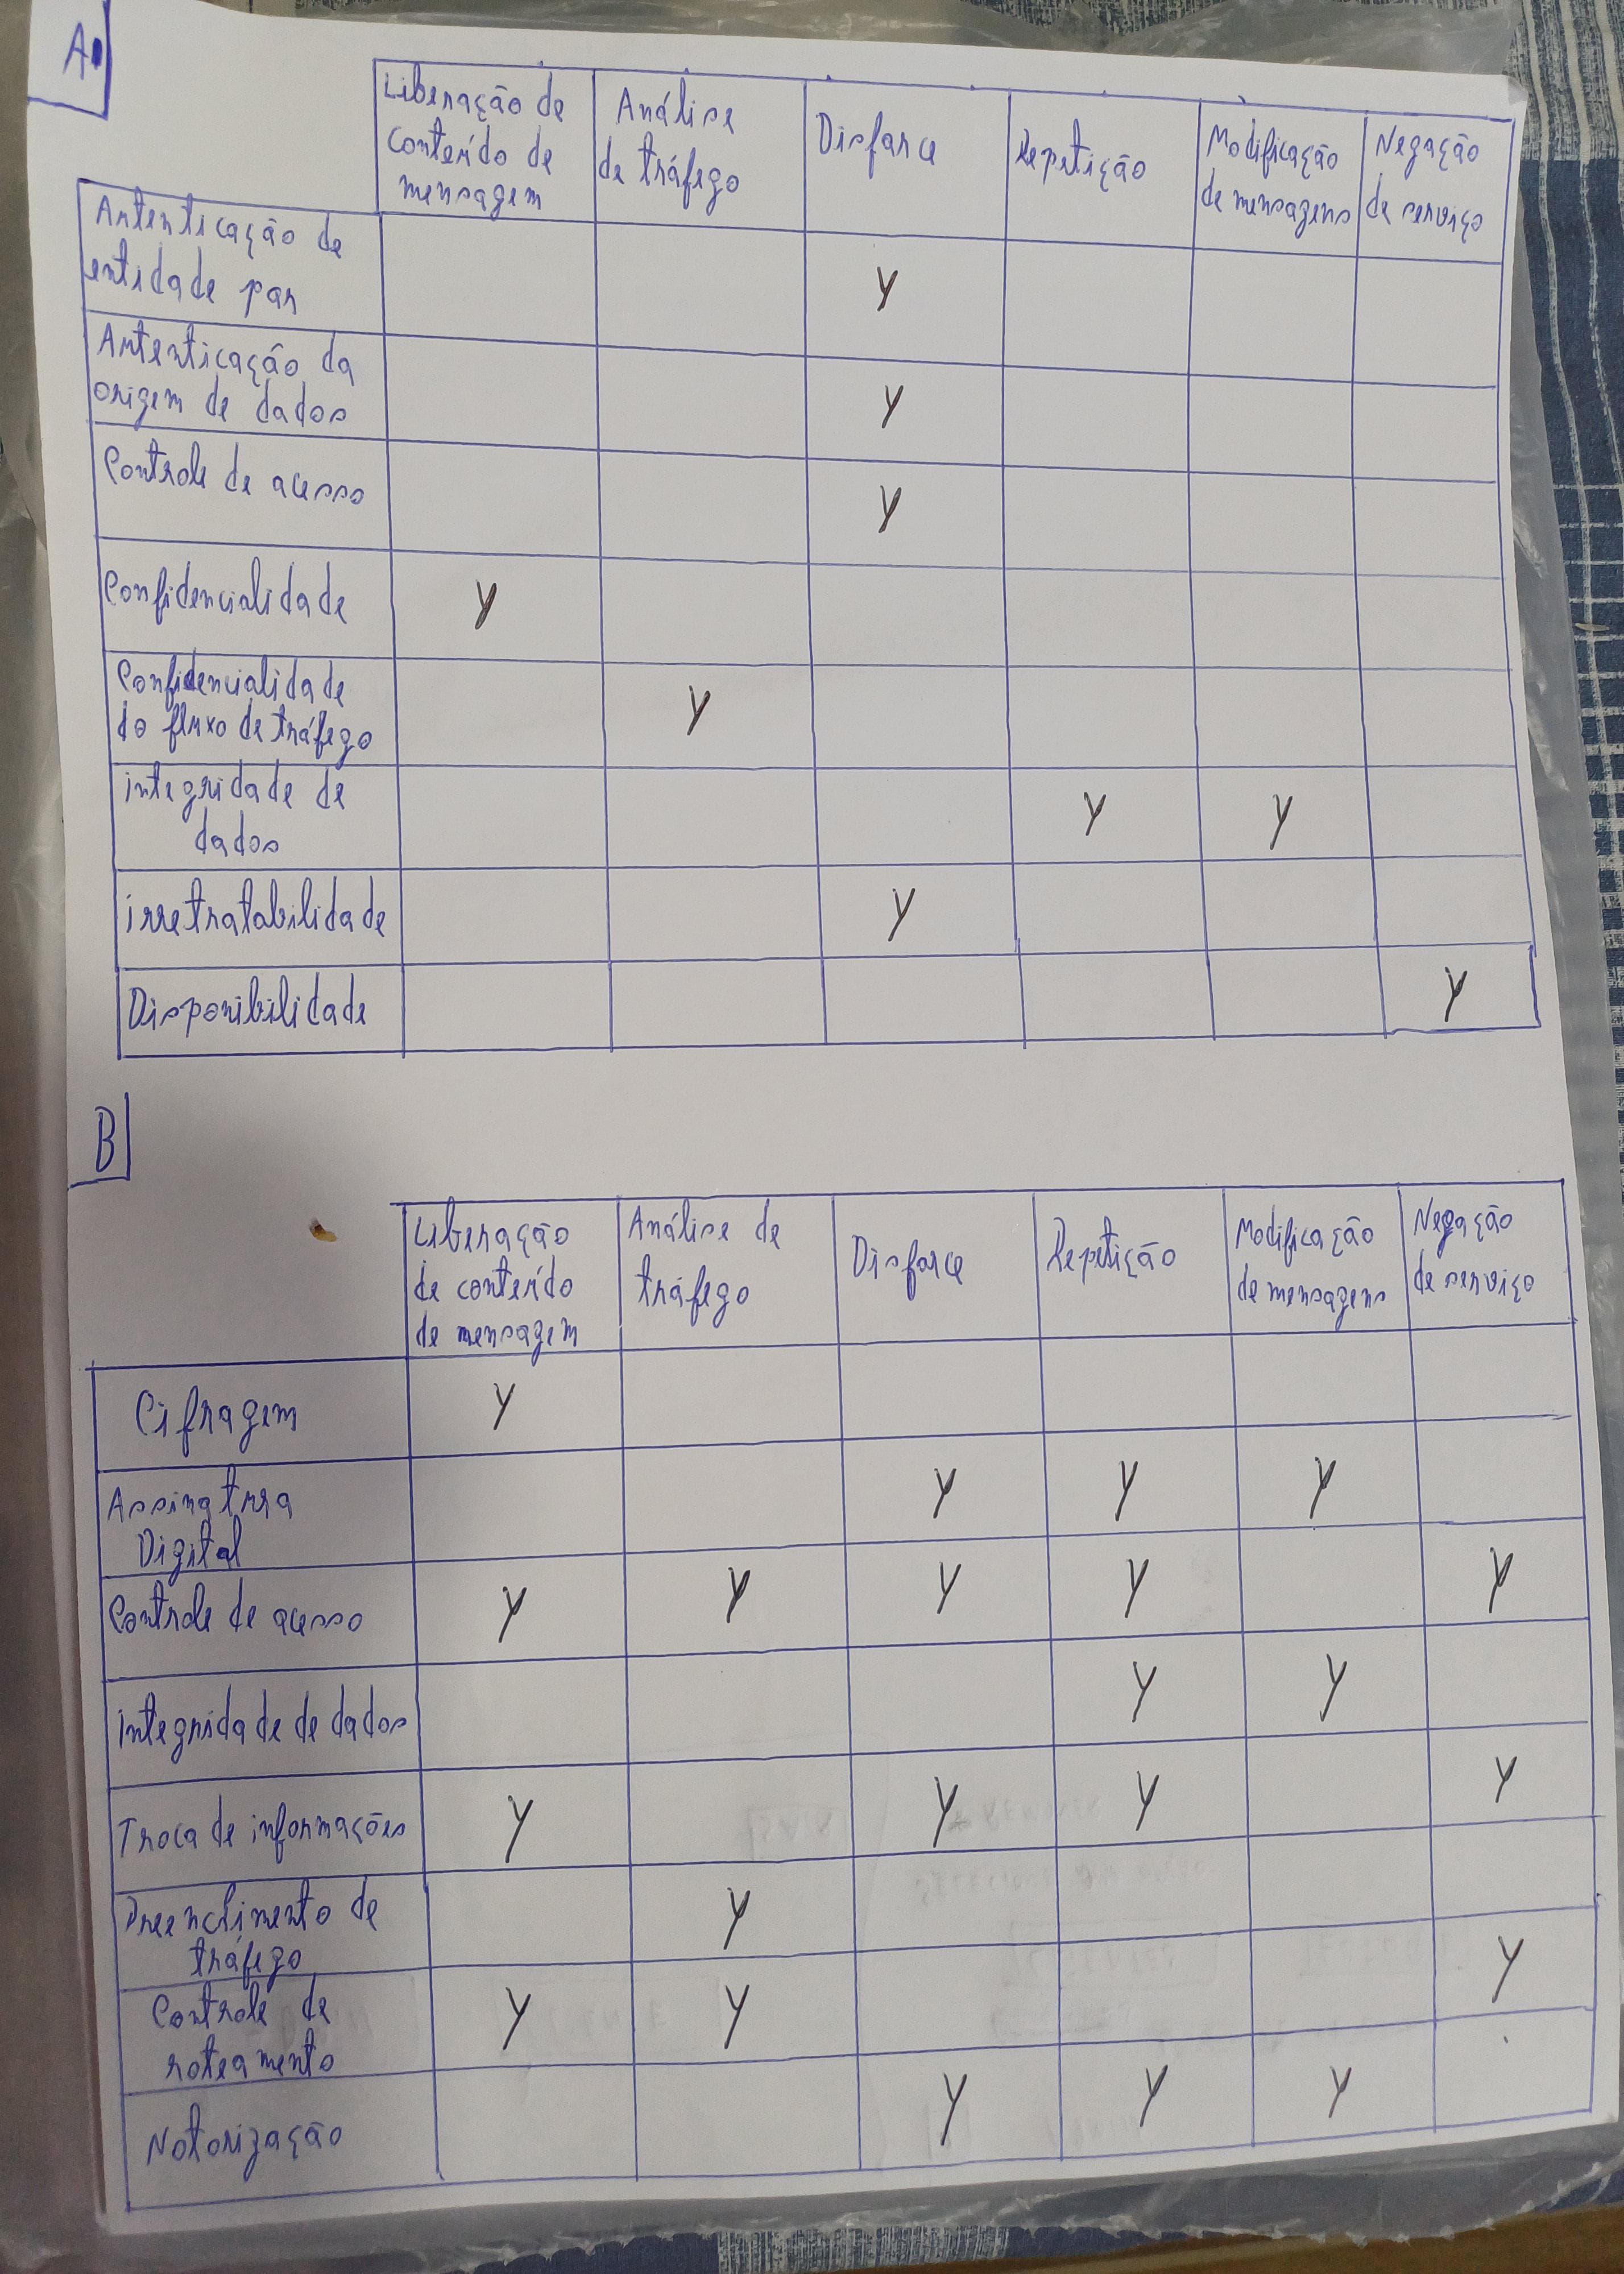 A
Liberação de
conteúdo de
mensagem
Análise
de tráfego
Disfarce
Repetição
Modificação
de mensagens
Negação
de serviço
Autenticação de
entidade par
Y
Autenticação da
origem de dados
Y
Controle de acesso
Y
Confidencialidade
Y
Confidencialidade
do fluxo de tráfego
Y
integridade de
dados
Y Y
irretratabilidade
Y
Disponibilidade
Y
B
Liberação
de conteúdo
de mensagem
Análise de
tráfego
Disfarce
Repetição
Modificação
de mensagens
Negação
de serviço
Cifragem
Y
Assinatura
Digital
Y Y Y
Controle de acesso
Y Y Y Y Y
integridade de dados
Y Y
Troca de informações
Y Y Y Y
Preenchimento de
tráfego
Y
Controle de
roteamento
Y Y Y
Notorização
Y Y Y